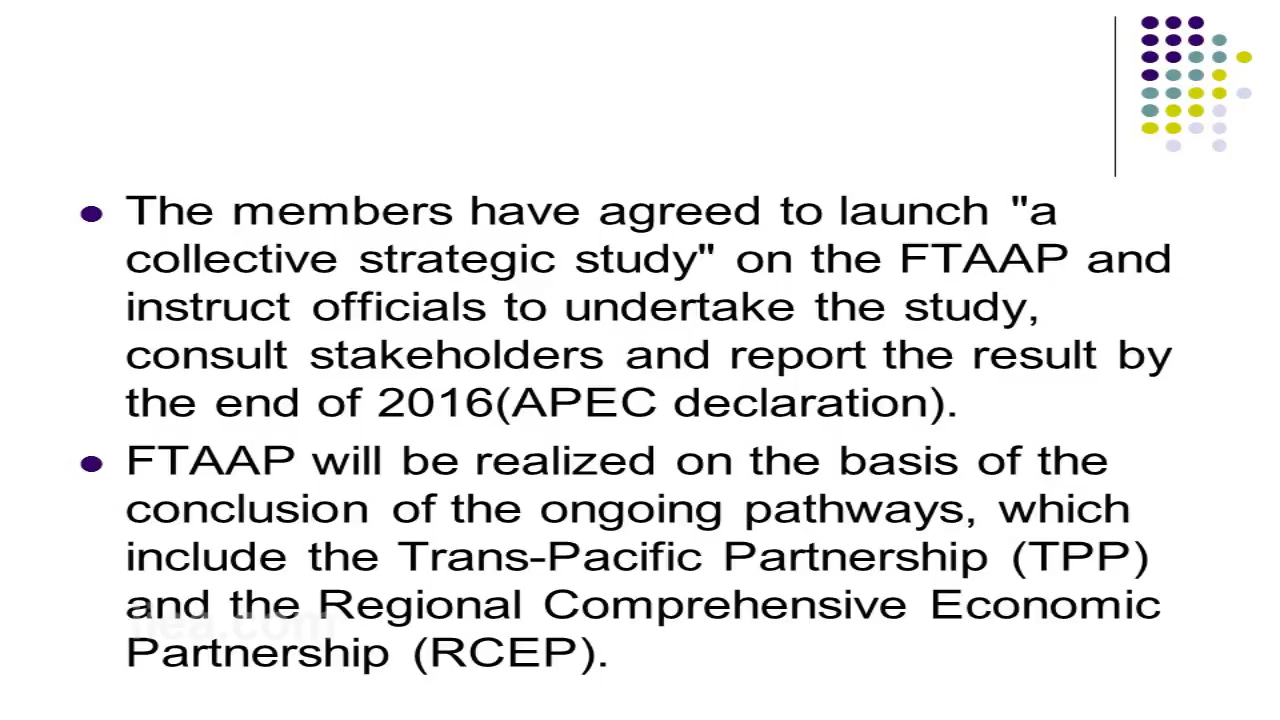 The members have agreed to launch "a
collective strategic study" on the FTAAP and
instruct officials to undertake the study,
consult stakeholders and report the result by
the end of 2016(APEC declaration).
FTAAP will be realized on the basis of the
conclusion of the ongoing pathways, which
include the Trans-Pacific Partnership (TPP)
and the Regional Comprehensive Economic
Partnership (RCEP).